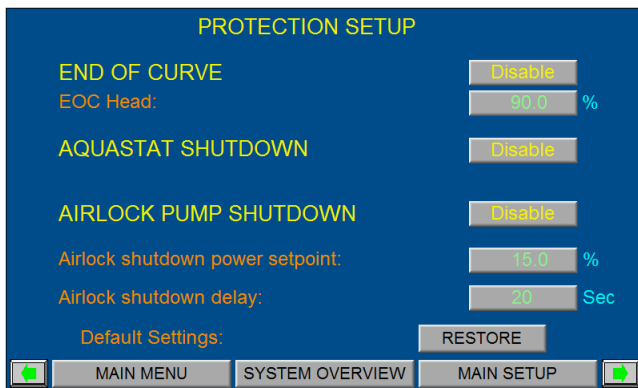 PROTECTION SETUP
END OF CURVE Disable
EOC Head: 90.0 %
AQUASTAT SHUTDOWN Disable
AIRLOCK PUMP SHUTDOWN Disable
Airlock shutdown power setpoint: 15.0 %
Airlock shutdown delay: 20 Sec
Default Settings: RESTORE
MAIN MENU SYSTEM OVERVIEW MAIN SETUP